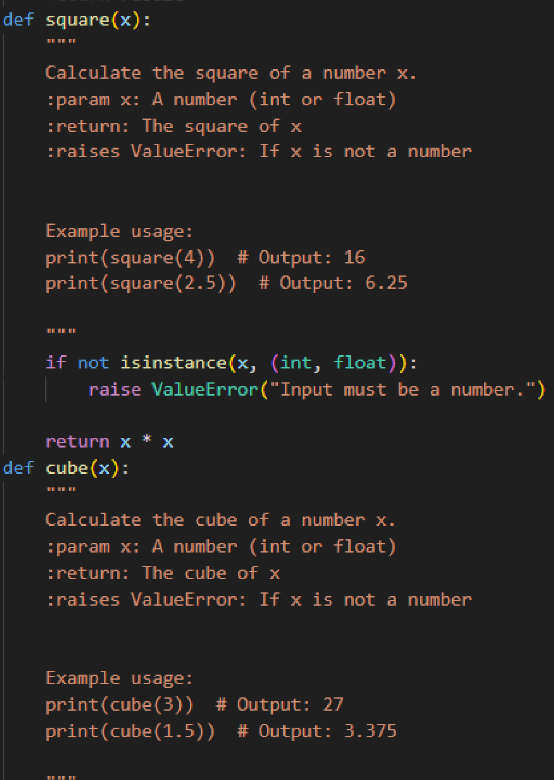 def square(x):
    """
    Calculate the square of a number x.
    :param x: A number (int or float)
    :return: The square of x
    :raises ValueError: If x is not a number
    Example usage:
    print(square(4))  # Output: 16
    print(square(2.5))  # Output: 6.25
    """
    if not isinstance(x, (int, float)):
        raise ValueError("Input must be a number.")
    return x * x
def cube(x):
    """
    Calculate the cube of a number x.
    :param x: A number (int or float)
    :return: The cube of x
    :raises ValueError: If x is not a number
    Example usage:
    print(cube(3))  # Output: 27
    print(cube(1.5))  # Output: 3.375
    """